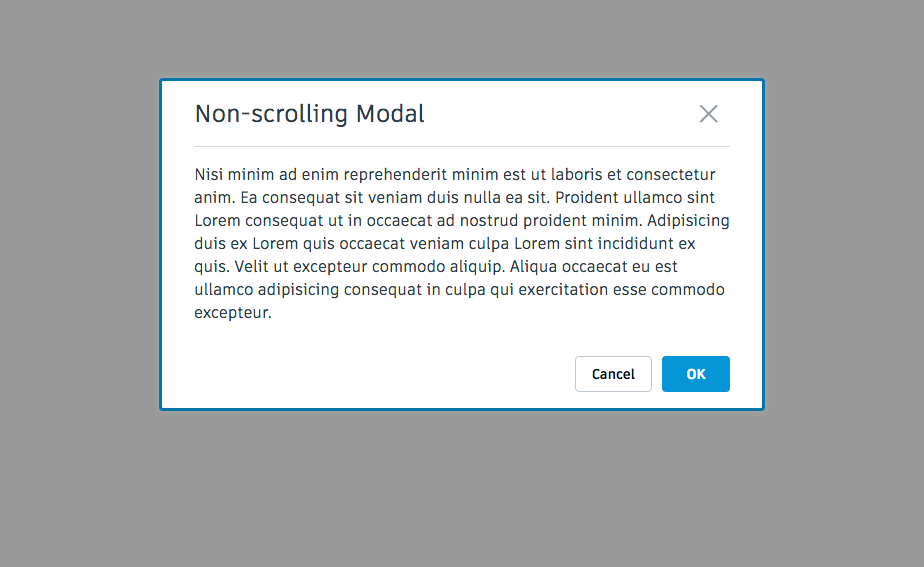 Non-scrolling Modal
Nisi minim ad enim reprehenderit minim est ut laboris et consectetur
anim. Ea consequat sit veniam duis nulla ea sit. Proident ullamco sint
Lorem consequat ut in occaecat ad nostrud proident minim. Adipisicing
duis ex Lorem quis occaecat veniam culpa Lorem sint incididunt ex
quis. Velit ut excepteur commodo aliquip. Aliqua occaecat eu est
ullamco adipisicing consequat in culpa qui exercitation esse commodo
excepteur.
Cancel OK